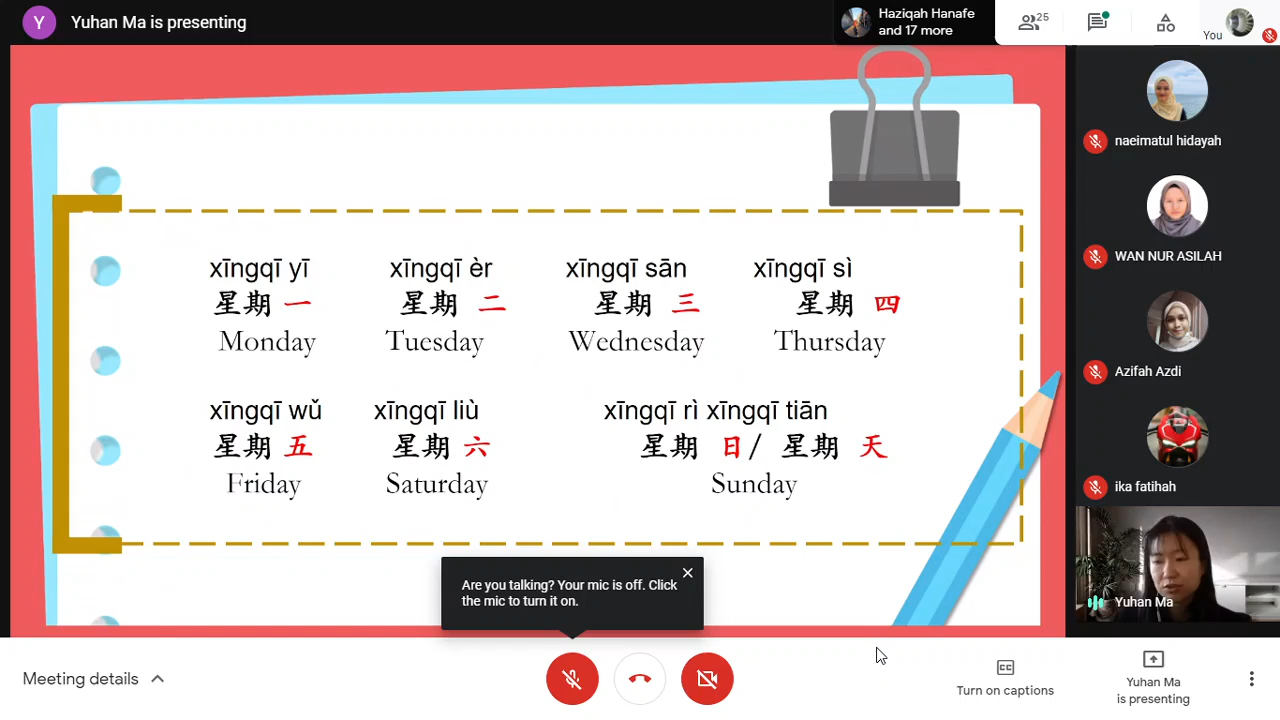 Y Yuhan Ma is presenting
Haziqah Hanafe
and 17 more
25
You
xīngqī yī xīngqī èr xīngqī sān xīngqī sì
星期 一 星期 二 星期 三 星期 四
Monday Tuesday Wednesday Thursday
xīngqī wǔ xīngqī liù xīngqī rì xīngqī tiān
星期 五 星期 六 星期 日/ 星期 天
Friday Saturday Sunday
naeimatul hidayah
WAN NUR ASILAH
Azifah Azdi
ika fatihah
Yuhan Ma
Are you talking? Your mic is off. Click
the mic to turn it on.
Meeting details
CC
Turn on captions
Yuhan Ma
is presenting